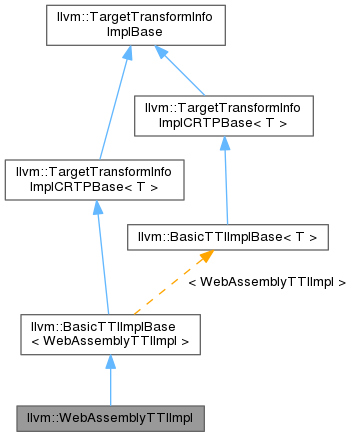 llvm::TargetTransformInfo
ImplBase
llvm::TargetTransformInfo
ImplCRTPBase< T >
llvm::TargetTransformInfo
ImplCRTPBase< T >
llvm::BasicTTIImplBase< T >
< WebAssemblyTTIImpl >
llvm::BasicTTIImplBase
< WebAssemblyTTIImpl >
llvm::WebAssemblyTTIImpl